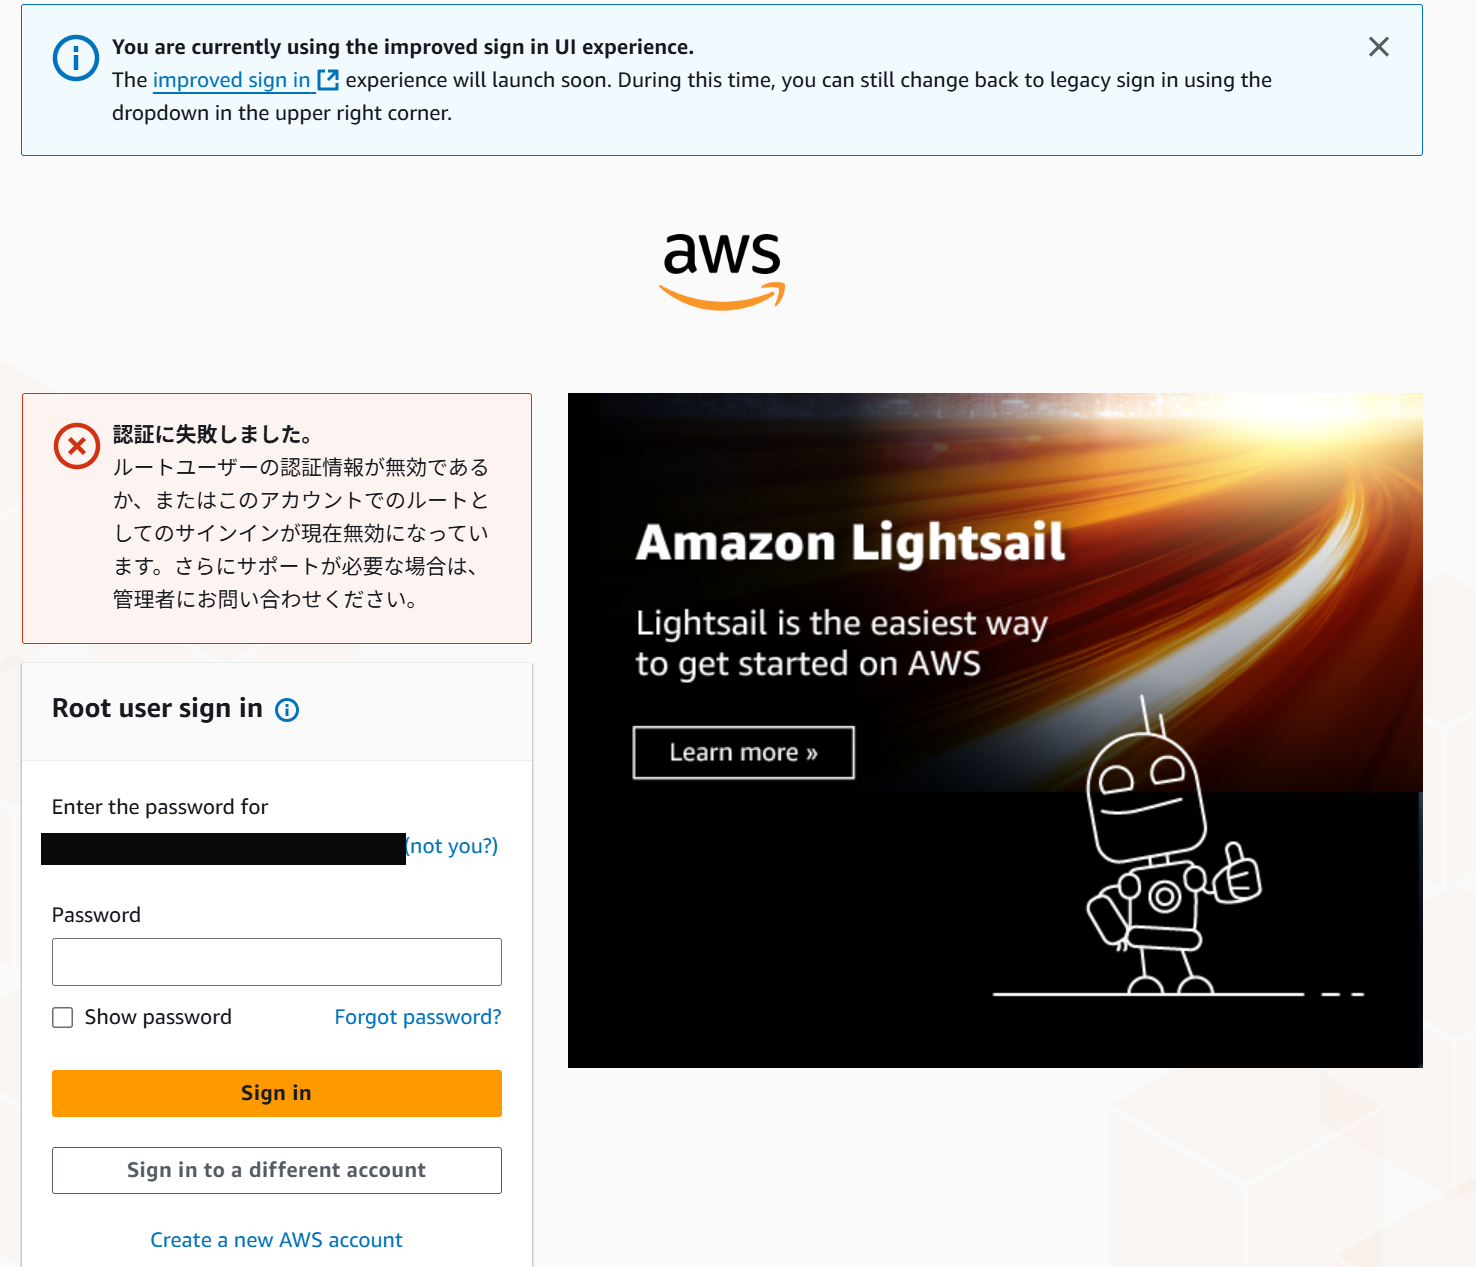 You are currently using the improved sign in UI experience.
The improved sign in experience will launch soon. During this time, you can still change back to legacy sign in using the
dropdown in the upper right corner.
aws
認証に失敗しました。
ルートユーザーの認証情報が無効である
か、またはこのアカウントでのルートと
してのサインインが現在無効になってい
ます。さらにサポートが必要な場合は、
管理者にお問い合わせください。
Root user sign in
Enter the password for
(not you?)
Password
Show password
Forgot password?
Sign in
Sign in to a different account
Create a new AWS account
Amazon Lightsail
Lightsail is the easiest way
to get started on AWS
Learn more »